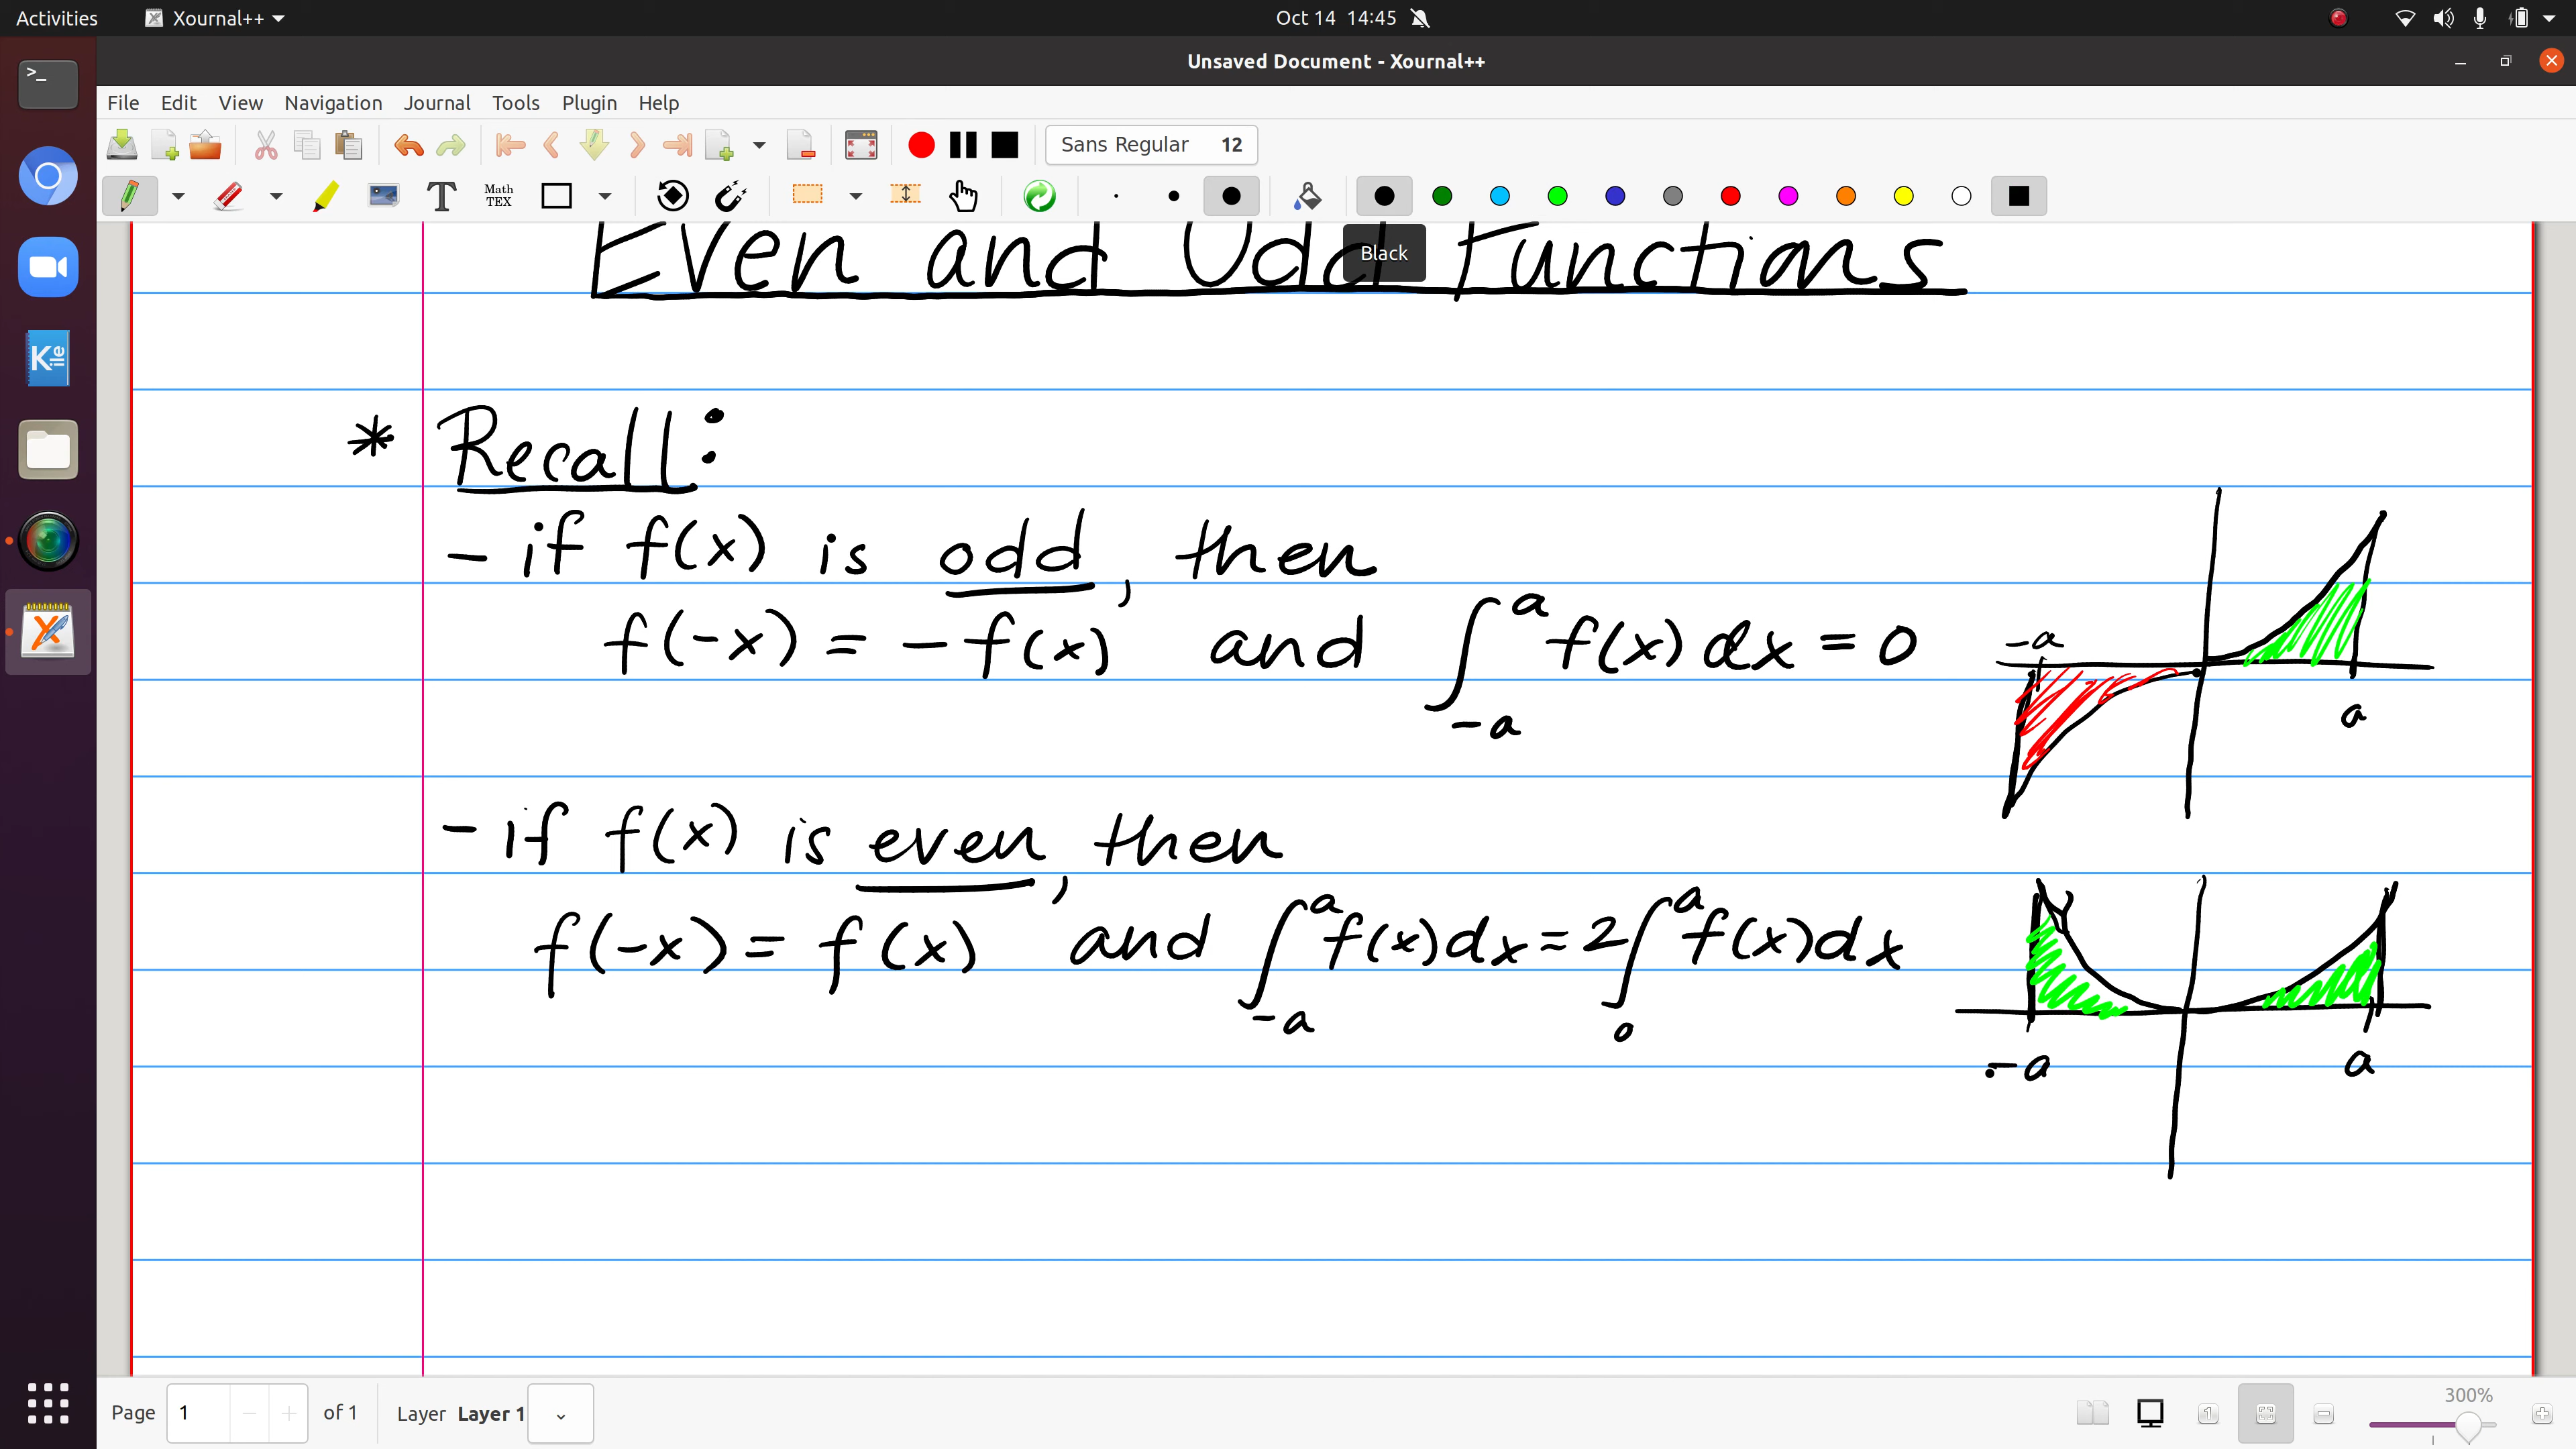 Activities Xournal++ Oct 14 14:45
Unsaved Document - Xournal++
File Edit View Navigation Journal Tools Plugin Help
Sans Regular 12
T Math TEX
Black
Even and Odd Functions
* Recall:
- if f(x) is odd, then
f(-x) = -f(x) and ∫_{-a}^{a} f(x) dx = 0
-a
a
- if f(x) is even, then
f(-x) = f(x) and ∫_{-a}^{a} f(x)dx = 2∫_{0}^{a} f(x)dx
-a a
Kile
>_
Page 1 of 1 Layer Layer 1 1 300%